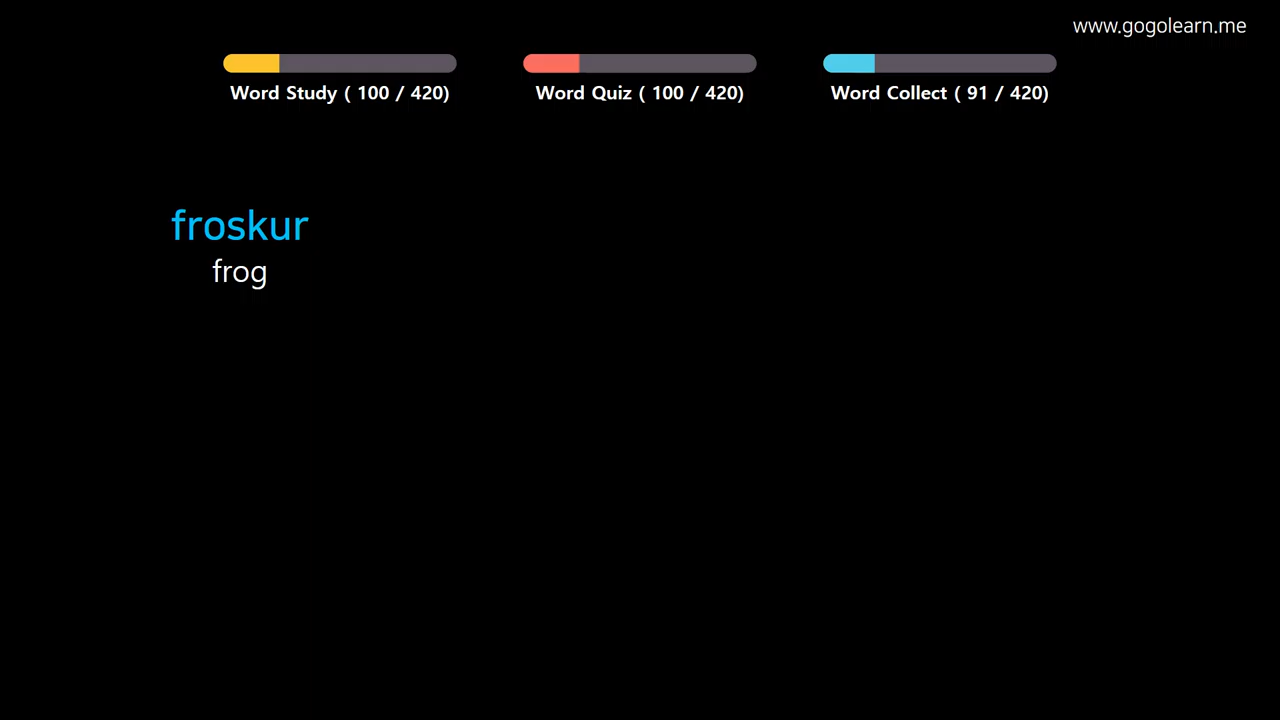 www.gogolearn.me
Word Study ( 100 / 420)
Word Quiz ( 100 / 420)
Word Collect ( 91 / 420)
froskur
frog